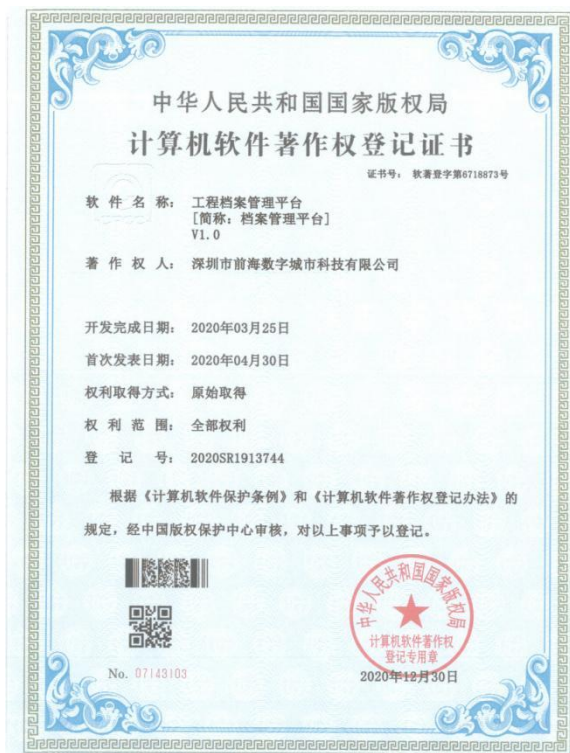 中华人民共和国国家版权局
计算机软件著作权登记证书
证书号： 软著登字第6718873号
软件名称： 工程档案管理平台
[简称：档案管理平台]
V1.0
著作权人： 深圳市前海数字城市科技有限公司
开发完成日期： 2020年03月25日
首次发表日期： 2020年04月30日
权利取得方式： 原始取得
权利范围： 全部权利
登记号： 2020SR1913744
根据《计算机软件保护条例》和《计算机软件著作权登记办法》的
规定，经中国版权保护中心审核，对以上事项予以登记。
中华人民共和国国家版权局
计算机软件著作权
登记专用章
No. 07143103
2020年12月30日